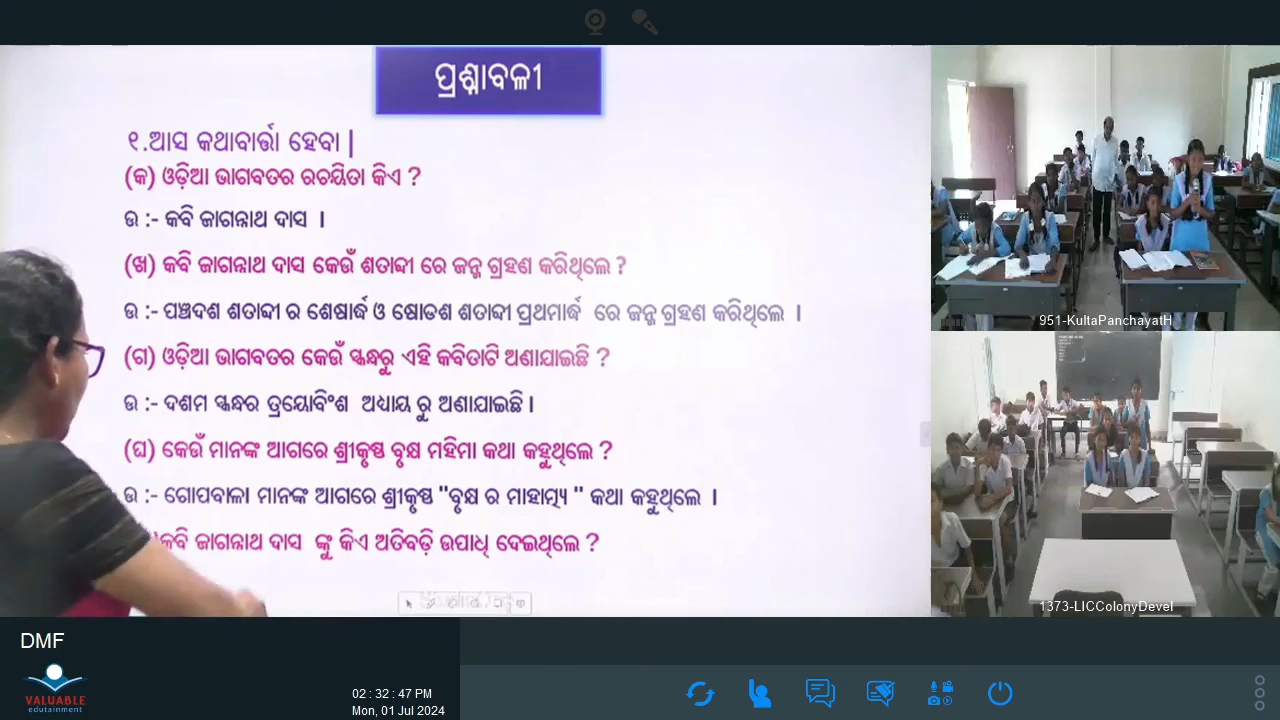 ପ୍ରଶ୍ନାବଳୀ
୧.ଆସ କଥାବାର୍ତ୍ତା ହେବା |
(କ) ଓଡ଼ିଆ ଭାଗବତର ରଚୟିତା କିଏ ?
ଉ :- କବି ଜାଗନ୍ନାଥ ଦାସ ।
(ଖ) କବି ଜାଗନ୍ନାଥ ଦାସ କେଉଁ ଶତାବ୍ଦୀ ରେ ଜନ୍ମ ଗ୍ରହଣ କରିଥିଲେ ?
ଉ :- ପଞ୍ଚଦଶ ଶତାବ୍ଦୀ ର ଶେଷାର୍ଦ୍ଧ ଓ ଷୋଡଶ ଶତାବ୍ଦୀ ପ୍ରଥମାର୍ଦ୍ଧ ରେ ଜନ୍ମ ଗ୍ରହଣ କରିଥିଲେ ।
(ଗ) ଓଡ଼ିଆ ଭାଗବତର କେଉଁ ସ୍କନ୍ଧରୁ ଏହି କବିତାଟି ଅଣାଯାଇଛି ?
ଉ :- ଦଶମ ସ୍କନ୍ଧର ତ୍ରୟୋବିଂଶ ଅଧ୍ୟାୟ ରୁ ଅଣାଯାଇଛି ।
(ଘ) କେଉଁ ମାନଙ୍କ ଆଗରେ ଶ୍ରୀକୃଷ୍ଣ ବୃକ୍ଷ ମହିମା କଥା କହୁଥିଲେ ?
ଉ :- ଗୋପବାଳା ମାନଙ୍କ ଆଗରେ ଶ୍ରୀକୃଷ୍ଣ "ବୃକ୍ଷ ର ମାହାତ୍ମ୍ୟ " କଥା କହୁଥିଲେ ।
କବି ଜାଗନ୍ନାଥ ଦାସ ଙ୍କୁ କିଏ ଅତିବଡ଼ି ଉପାଧି ଦେଇଥିଲେ ?
951-KultaPanchayatH
1373-LICColonyDevel
DMF
VALUABLE
edutainment
02 : 32 : 47 PM
Mon, 01 Jul 2024